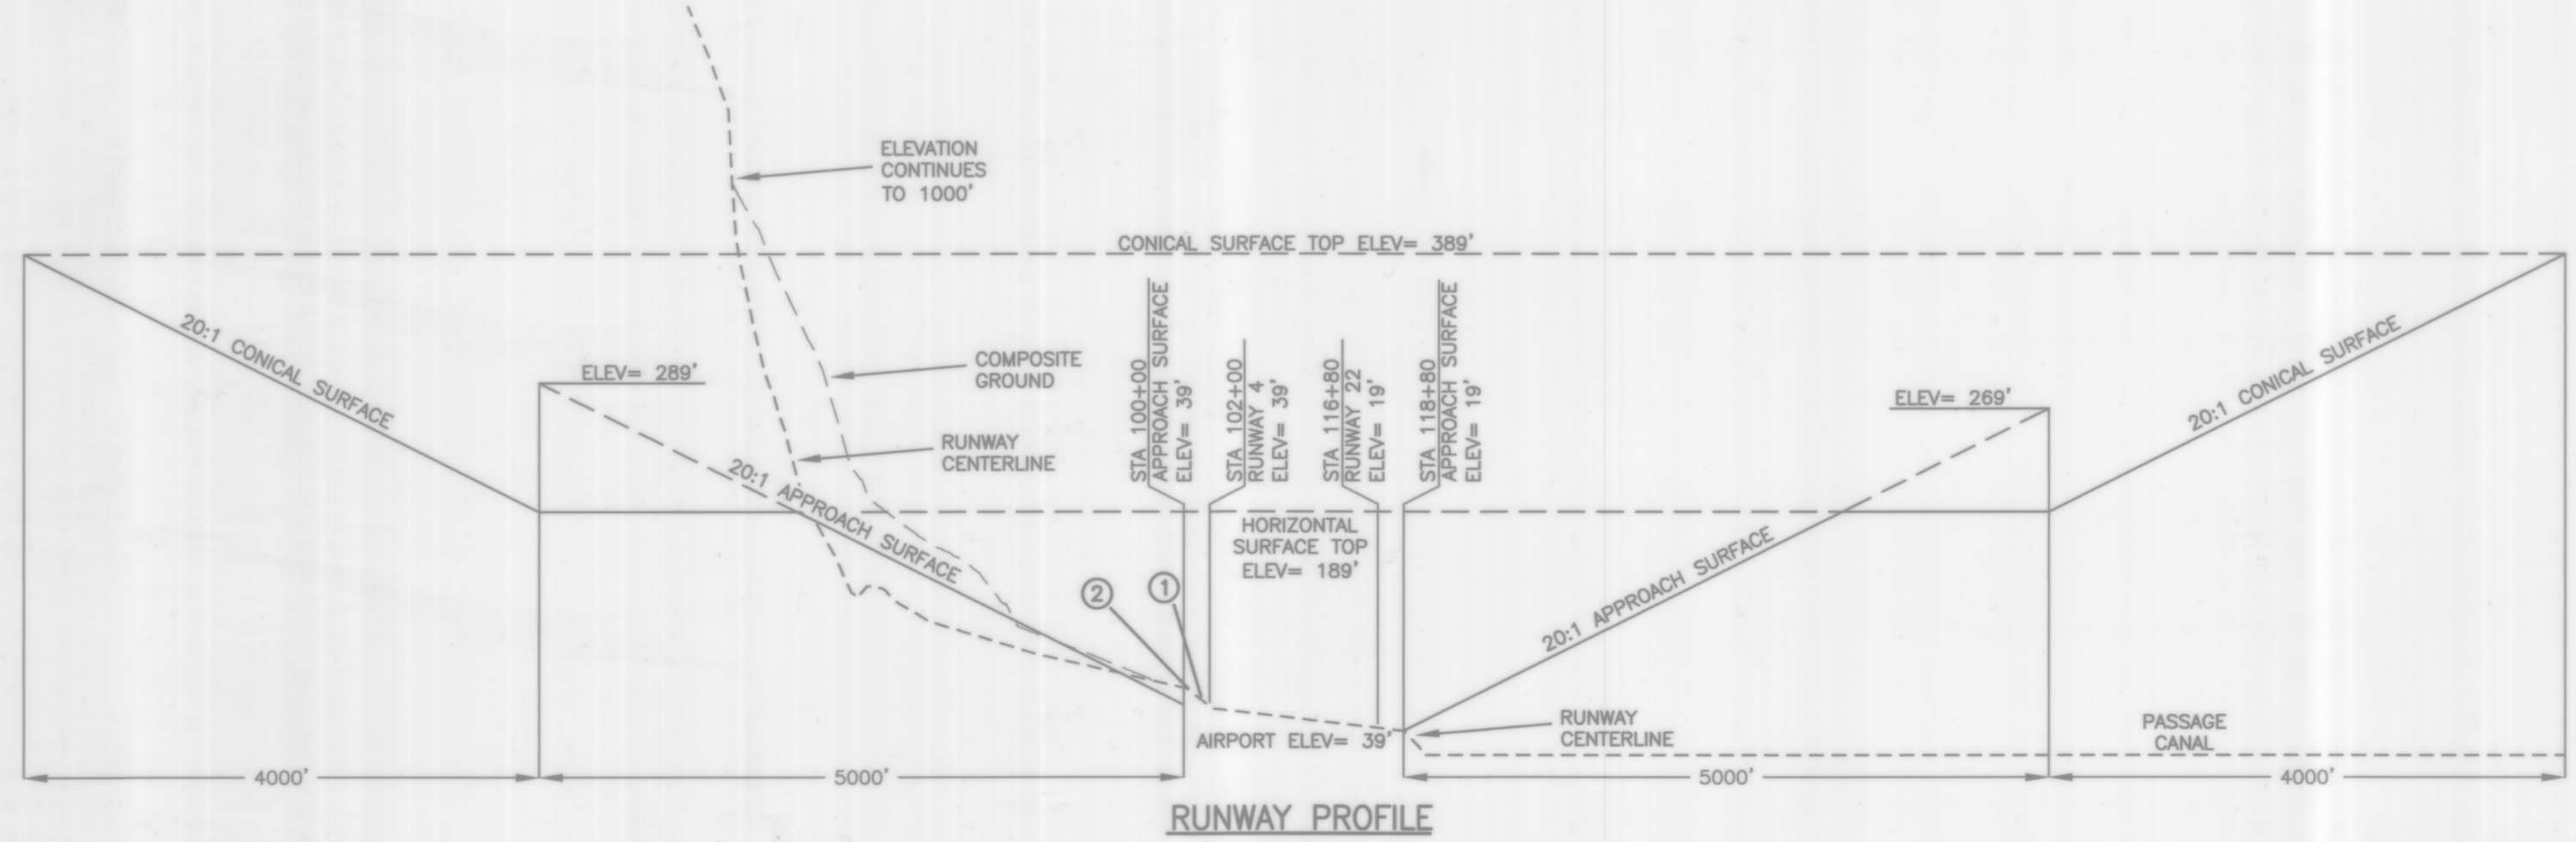 ELEVATION
CONTINUES
TO 1000'
CONICAL SURFACE TOP ELEV= 389'
20:1 CONICAL SURFACE
ELEV= 289'
20:1 APPROACH SURFACE
COMPOSITE
GROUND
RUNWAY
CENTERLINE
STA 100+00
APPROACH SURFACE
ELEV= 39'
STA 102+00
RUNWAY 4
ELEV= 39'
STA 116+80
RUNWAY 22
ELEV= 19'
STA 118+80
APPROACH SURFACE
ELEV= 19'
HORIZONTAL
SURFACE TOP
ELEV= 189'
2
1
ELEV= 269'
20:1 APPROACH SURFACE
20:1 CONICAL SURFACE
AIRPORT ELEV= 39'
RUNWAY
CENTERLINE
PASSAGE
CANAL
4000'
5000'
5000'
4000'
RUNWAY PROFILE